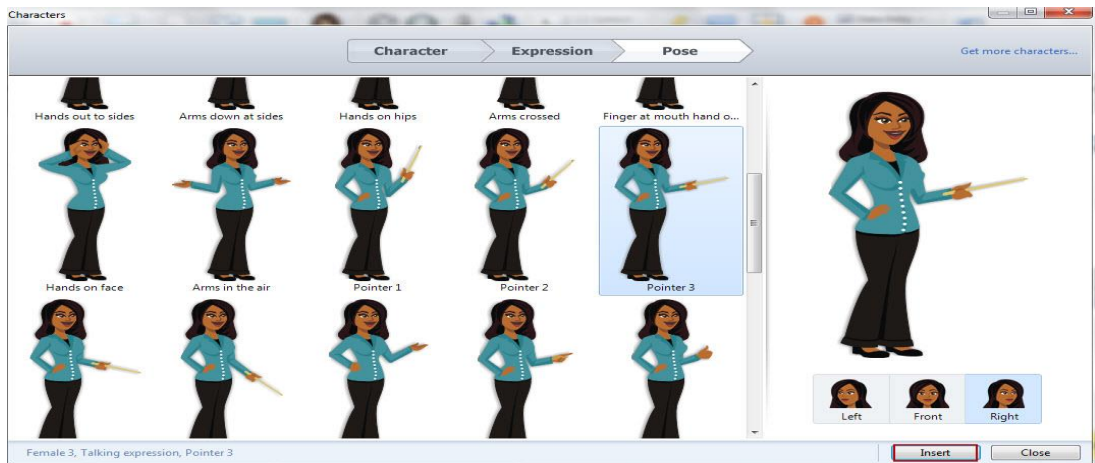 Characters
Character
Expression
Pose
Get more characters...
Hands out to sides
Arms down at sides
Hands on hips
Arms crossed
Finger at mouth hand o...
Hands on face
Arms in the air
Pointer 1
Pointer 2
Pointer 3
Left
Front
Right
Female 3, Talking expression, Pointer 3
Insert
Close